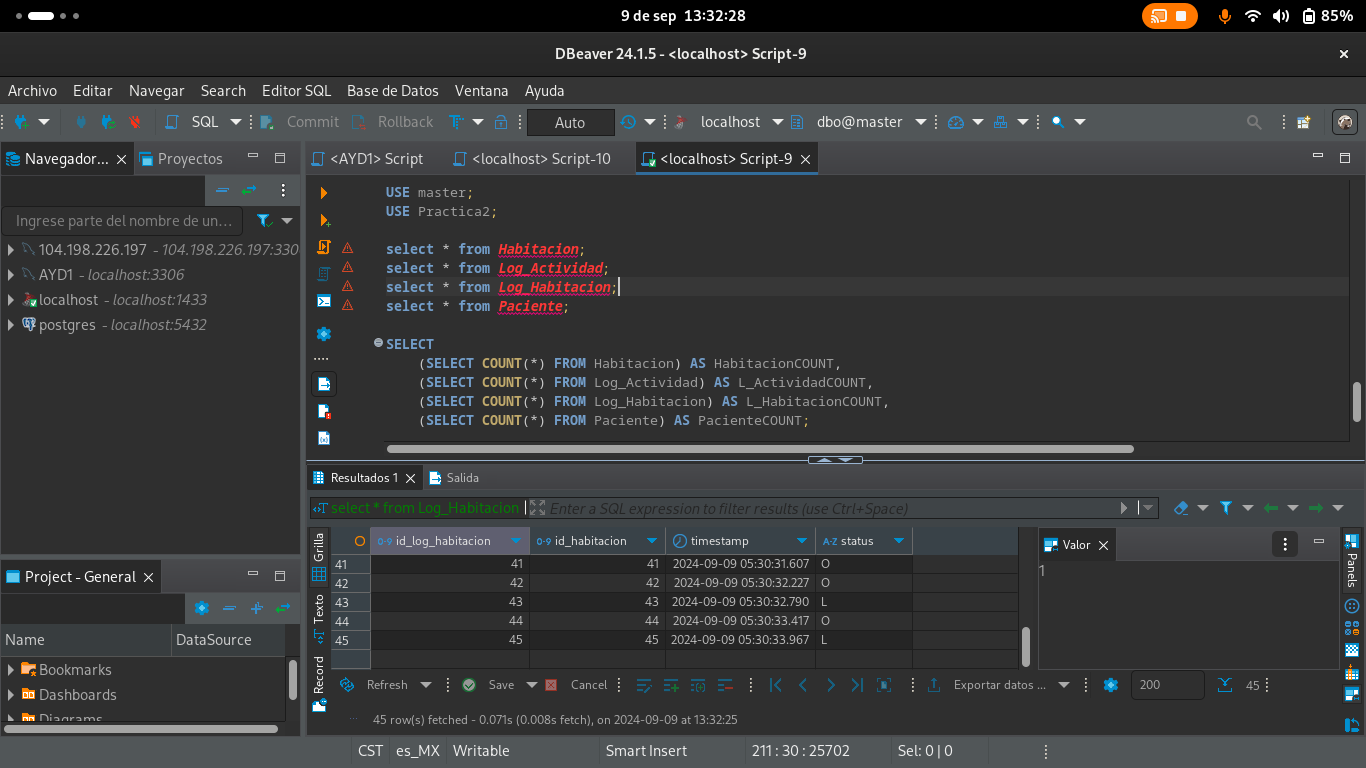 9 de sep 13:32:28
85%
DBeaver 24.1.5 - <localhost> Script-9
Archivo Editar Navegar Search Editor SQL Base de Datos Ventana Ayuda
SQL Commit Rollback Auto localhost dbo@master
Navegador... Proyectos
<AYD1> Script <localhost> Script-10 <localhost> Script-9
Ingrese parte del nombre de un...
104.198.226.197 - 104.198.226.197:330
AYD1 - localhost:3306
localhost - localhost:1433
postgres - localhost:5432
USE master;
USE Practica2;
select * from Habitacion;
select * from Log_Actividad;
select * from Log_Habitacion;
select * from Paciente;
SELECT
(SELECT COUNT(*) FROM Habitacion) AS HabitacionCOUNT,
(SELECT COUNT(*) FROM Log_Actividad) AS L_ActividadCOUNT,
(SELECT COUNT(*) FROM Log_Habitacion) AS L_HabitacionCOUNT,
(SELECT COUNT(*) FROM Paciente) AS PacienteCOUNT;
Project - General
Name DataSource
Bookmarks
Dashboards
Diagrams
Resultados 1 Salida
select * from Log_Habitacion Enter a SQL expression to filter results (use Ctrl+Space)
Grilla
Texto
Record
id_log_habitacion id_habitacion timestamp status
41 41 41 2024-09-09 05:30:31.607 O
42 42 42 2024-09-09 05:30:32.227 O
43 43 43 2024-09-09 05:30:32.790 L
44 44 44 2024-09-09 05:30:33.417 O
45 45 45 2024-09-09 05:30:33.967 L
Valor
1
Panels
Refresh Save Cancel Exportar datos ... 200 45
45 row(s) fetched - 0.071s (0.008s fetch), on 2024-09-09 at 13:32:25
CST es_MX Writable Smart Insert 211 : 30 : 25702 Sel: 0 | 0